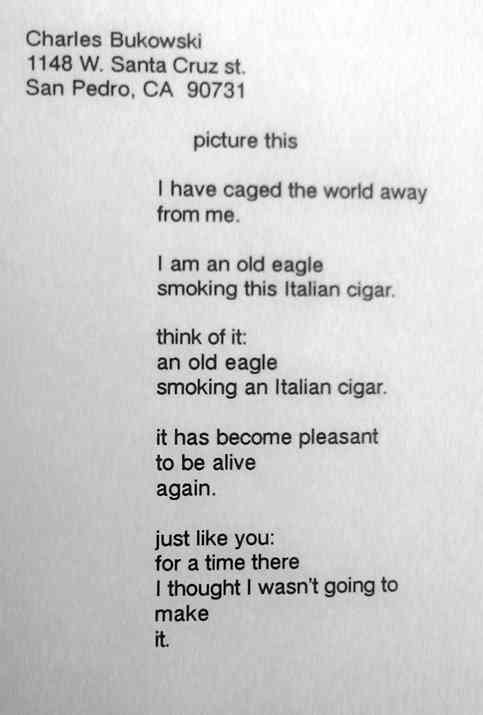 Charles Bukowski
1148 W. Santa Cruz st.
San Pedro, CA  90731
picture this
I have caged the world away
from me.
I am an old eagle
smoking this Italian cigar.
think of it:
an old eagle
smoking an Italian cigar.
it has become pleasant
to be alive
again.
just like you:
for a time there
I thought I wasn't going to
make
it.